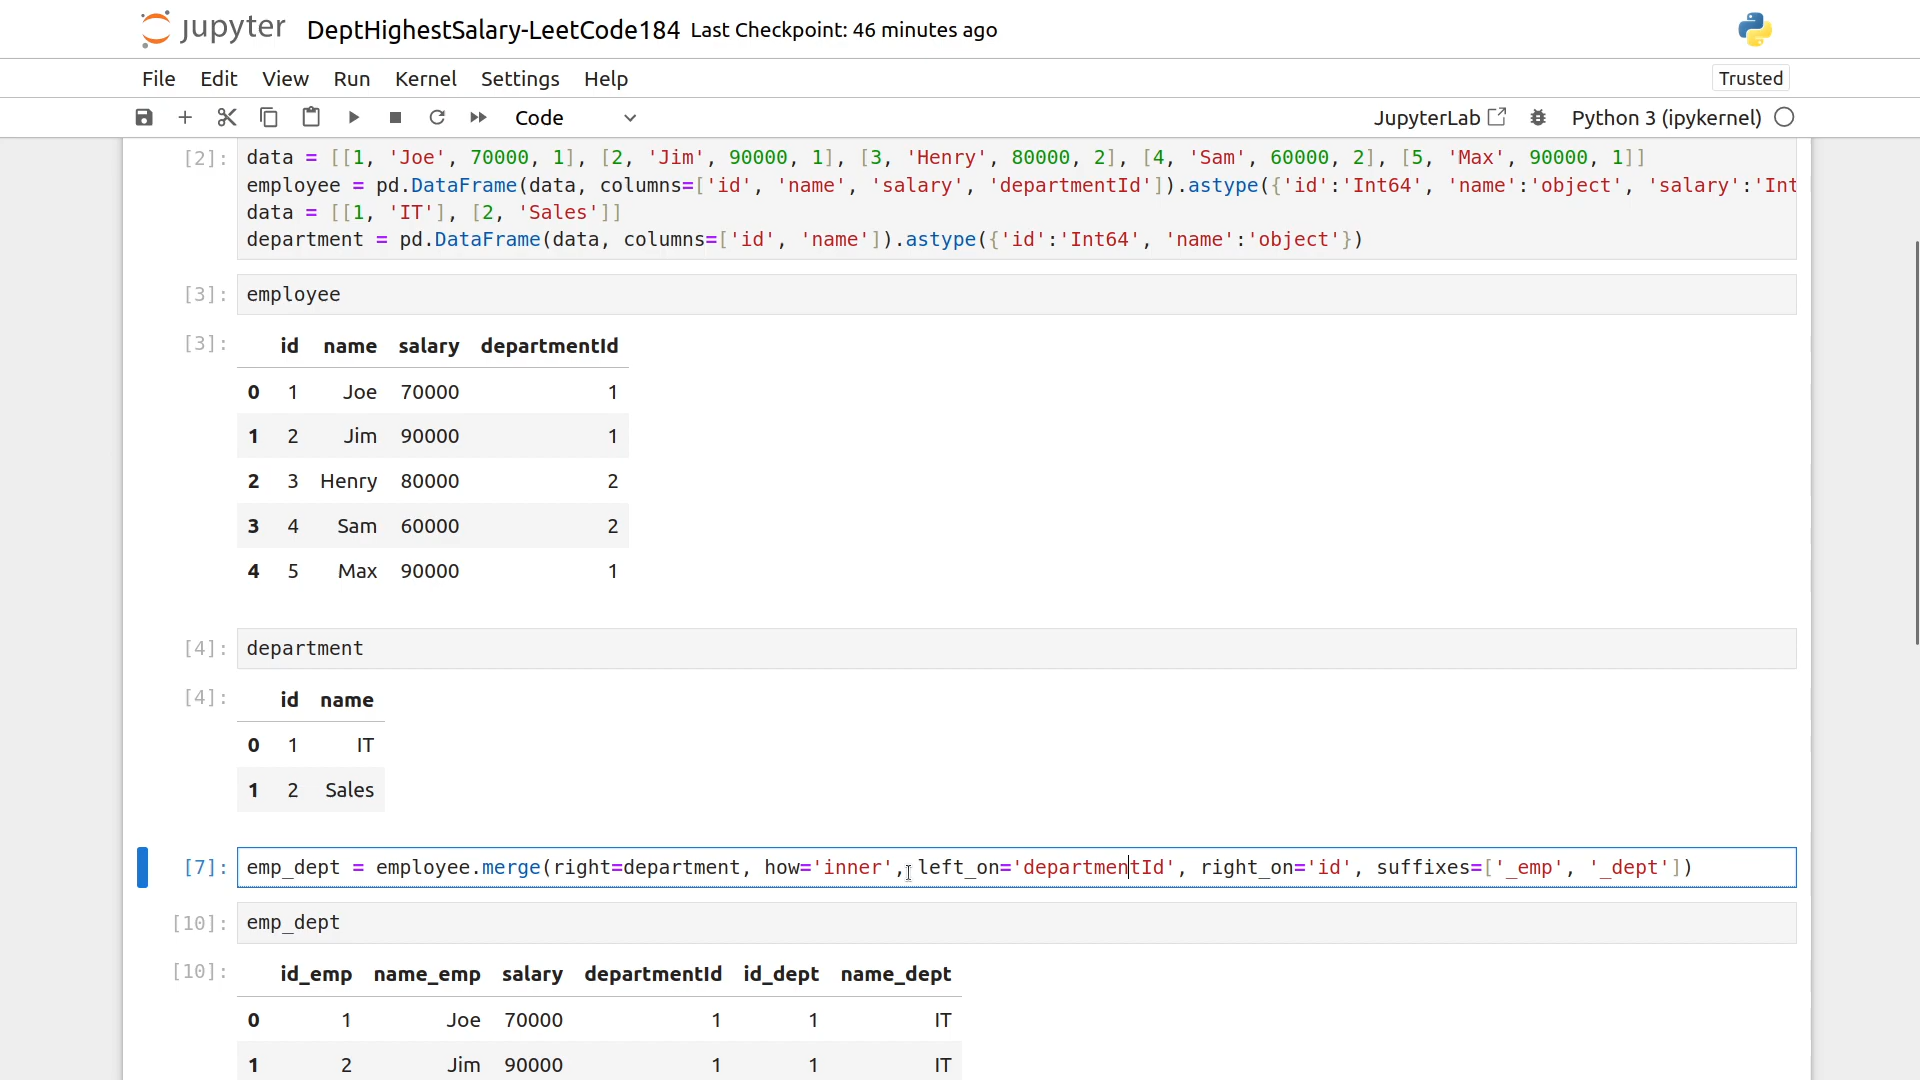 jupyter DeptHighestSalary-LeetCode184 Last Checkpoint: 46 minutes ago
File Edit View Run Kernel Settings Help Trusted
Code JupyterLab Python 3 (ipykernel)
[2]: data = [[1, 'Joe', 70000, 1], [2, 'Jim', 90000, 1], [3, 'Henry', 80000, 2], [4, 'Sam', 60000, 2], [5, 'Max', 90000, 1]]
employee = pd.DataFrame(data, columns=['id', 'name', 'salary', 'departmentId']).astype({'id':'Int64', 'name':'object', 'salary':'Int
data = [[1, 'IT'], [2, 'Sales']]
department = pd.DataFrame(data, columns=['id', 'name']).astype({'id':'Int64', 'name':'object'})
[3]: employee
[3]: id name salary departmentId
0 1 Joe 70000 1
1 2 Jim 90000 1
2 3 Henry 80000 2
3 4 Sam 60000 2
4 5 Max 90000 1
[4]: department
[4]: id name
0 1 IT
1 2 Sales
[7]: emp_dept = employee.merge(right=department, how='inner', left_on='departmentId', right_on='id', suffixes=['_emp', '_dept'])
[10]: emp_dept
[10]: id_emp name_emp salary departmentId id_dept name_dept
0 1 Joe 70000 1 1 IT
1 2 Jim 90000 1 1 IT